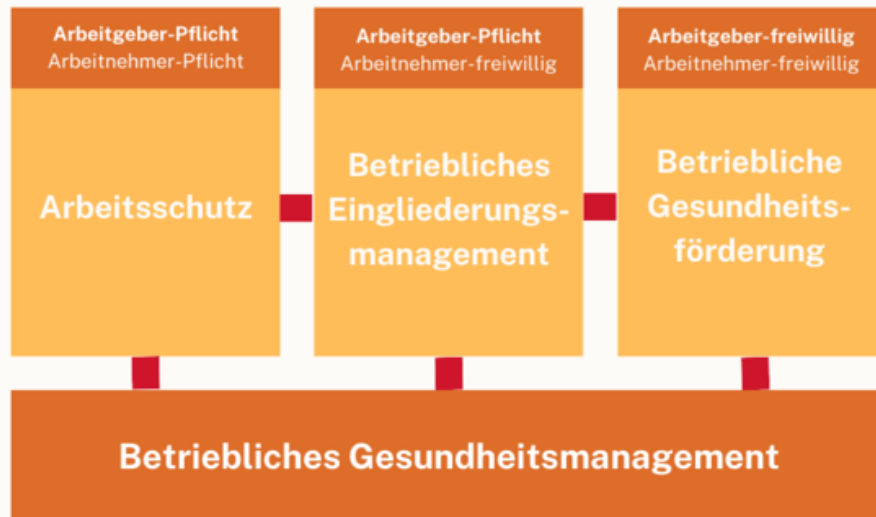 Arbeitgeber-Pflicht
Arbeitnehmer-Pflicht
Arbeitsschutz
Arbeitgeber-Pflicht
Arbeitnehmer-freiwillig
Betriebliches
Eingliederungs-
management
Arbeitgeber-freiwillig
Arbeitnehmer-freiwillig
Betriebliche
Gesundheits-
förderung
Betriebliches Gesundheitsmanagement